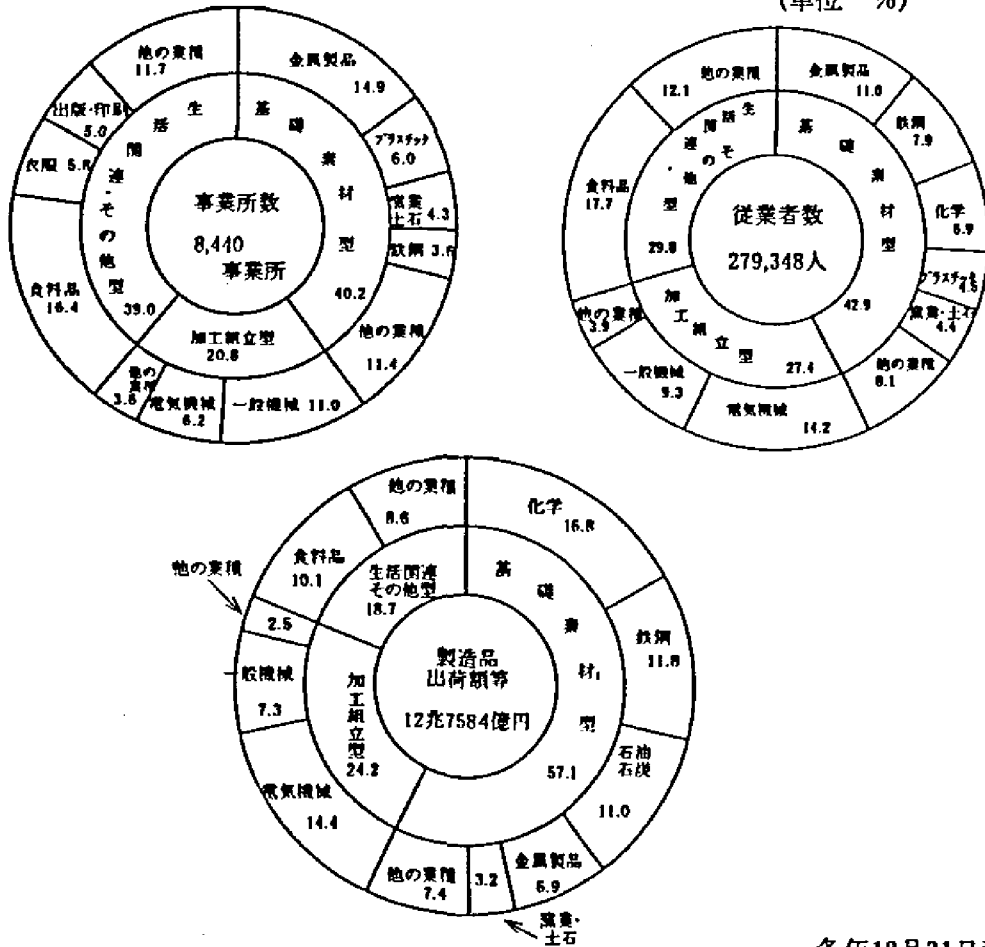 (単位 %)
他の業種
11.7
金属製品
14.9
出版・印刷
5.0
プラスチック
6.0
衣服 5.8
窯業
土石 4.3
鉄鋼 3.6
食料品
16.4
他の業種
11.4
他の
業種
3.6
電気機械
6.2
一般機械 11.0
生活関連・その他型
39.0
基礎素材型
40.2
加工組立型
20.8
事業所数
8,440
事業所
他の業種
12.1
金属製品
11.0
鉄鋼
7.9
化学
6.9
プラスチック
4.6
窯業・土石
4.4
他の業種
8.1
食料品
17.7
他の業種
3.9
一般機械
9.3
電気機械
14.2
生活関連・その他型
29.8
基礎素材型
42.9
加工組立型
27.4
従業者数
279,348人
他の業種
8.6
化学
16.8
食料品
10.1
他の業種
2.5
鉄鋼
11.8
一般機械
7.3
石油
石炭
11.0
電気機械
14.4
他の業種
7.4
3.2
金属製品
6.9
窯業・
土石
生活関連
その他型
18.7
基礎素材型
57.1
加工組立型
24.2
製造品
出荷額等
12兆7584億円